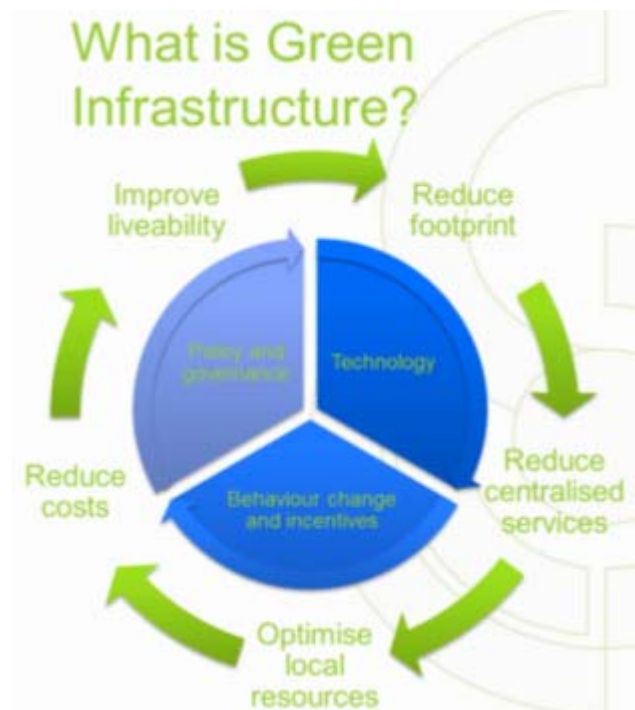 What is Green
Infrastructure?
Improve
liveability
Reduce
footprint
Policy and
governance
Technology
Reduce
costs
Behaviour change
and incentives
Reduce
centralised
services
Optimise
local
resources